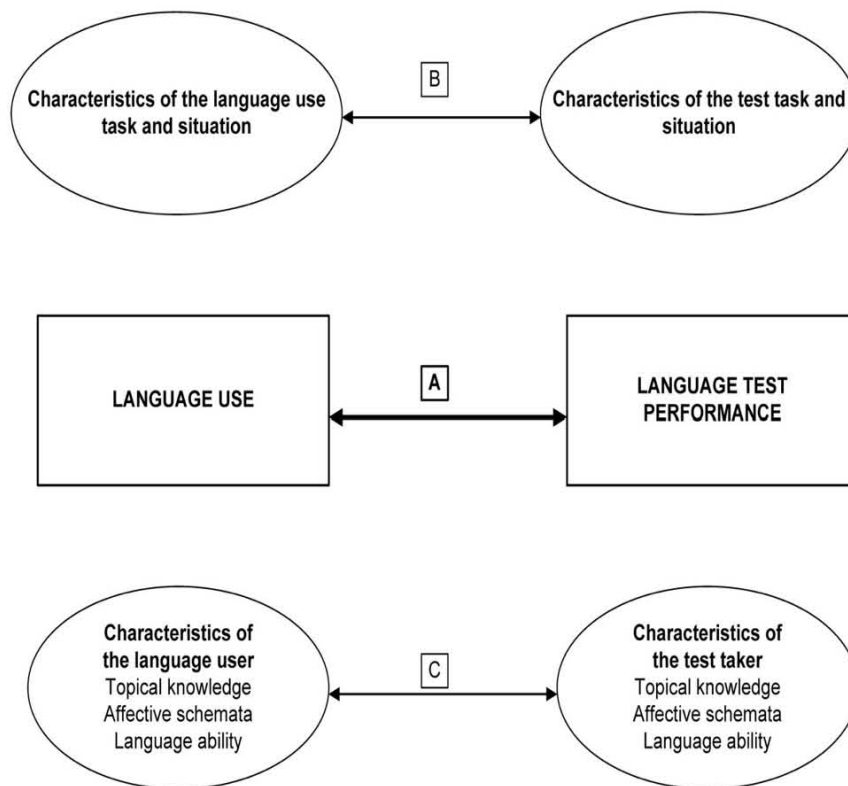 Characteristics of the language use
task and situation
B
Characteristics of the test task and
situation
LANGUAGE USE
A
LANGUAGE TEST
PERFORMANCE
Characteristics of
the language user
Topical knowledge
Affective schemata
Language ability
C
Characteristics of
the test taker
Topical knowledge
Affective schemata
Language ability